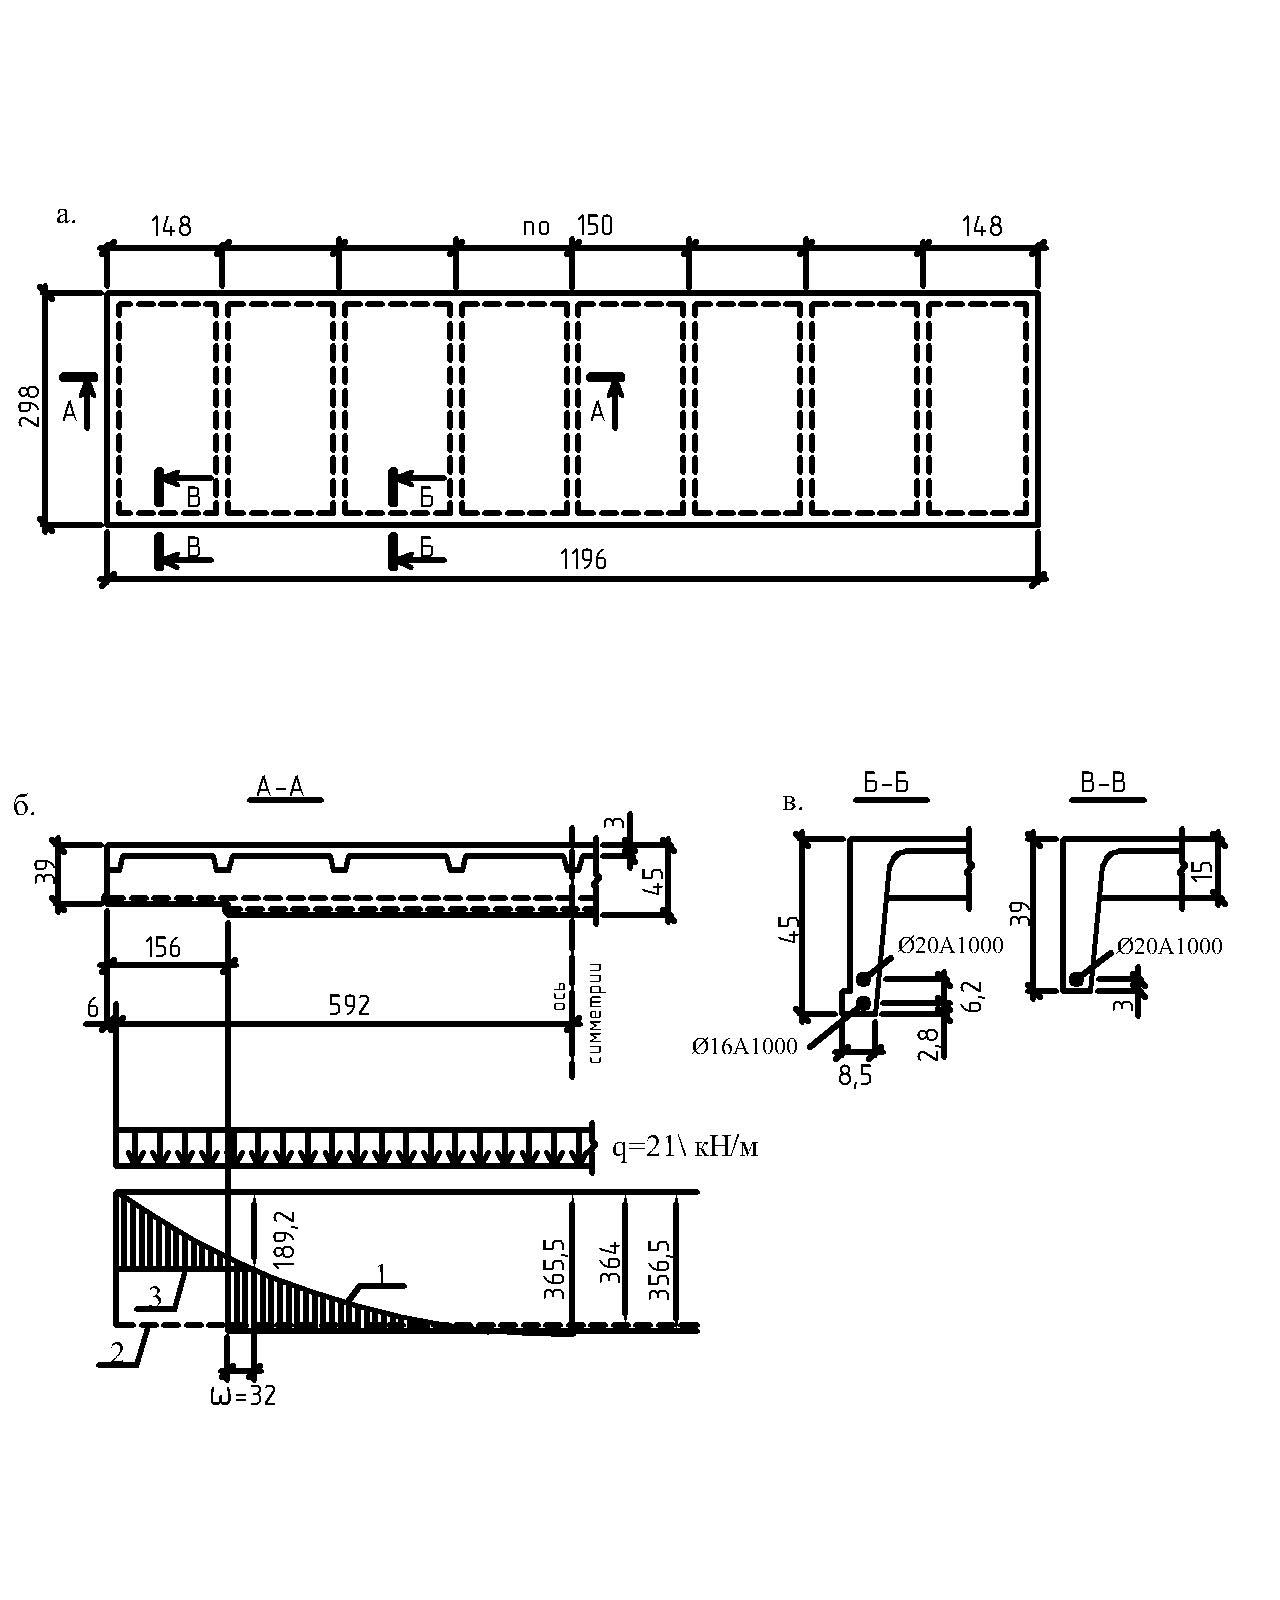 а.
148
по 150
148
298
А
А
В
Б
В
Б
1196
б.
А-А
в.
Б-Б
В-В
39
3
45
156
6
592
ось
симметрии
45
Ø20А1000
6,2
Ø16А1000
2,8
8,5
39
15
Ø20А1000
3
q=21\ кН/м
189,2
365,5
364
356,5
1
3
2
ω=32